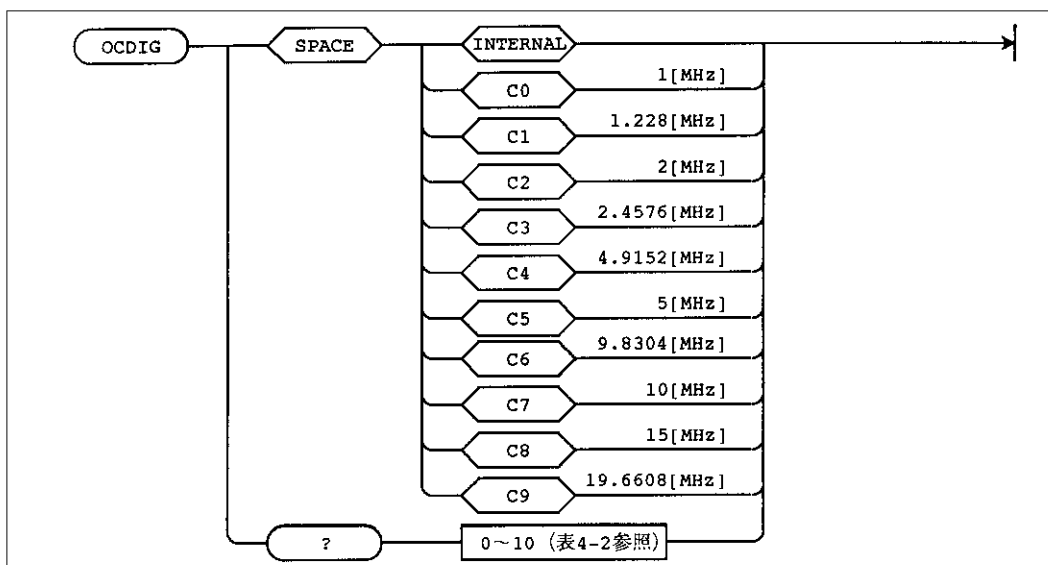 OCDIG SPACE INTERNAL
C0 1[MHz]
C1 1.228[MHz]
C2 2[MHz]
C3 2.4576[MHz]
C4 4.9152[MHz]
C5 5[MHz]
C6 9.8304[MHz]
C7 10[MHz]
C8 15[MHz]
C9 19.6608[MHz]
? 0～10 (表4-2参照)